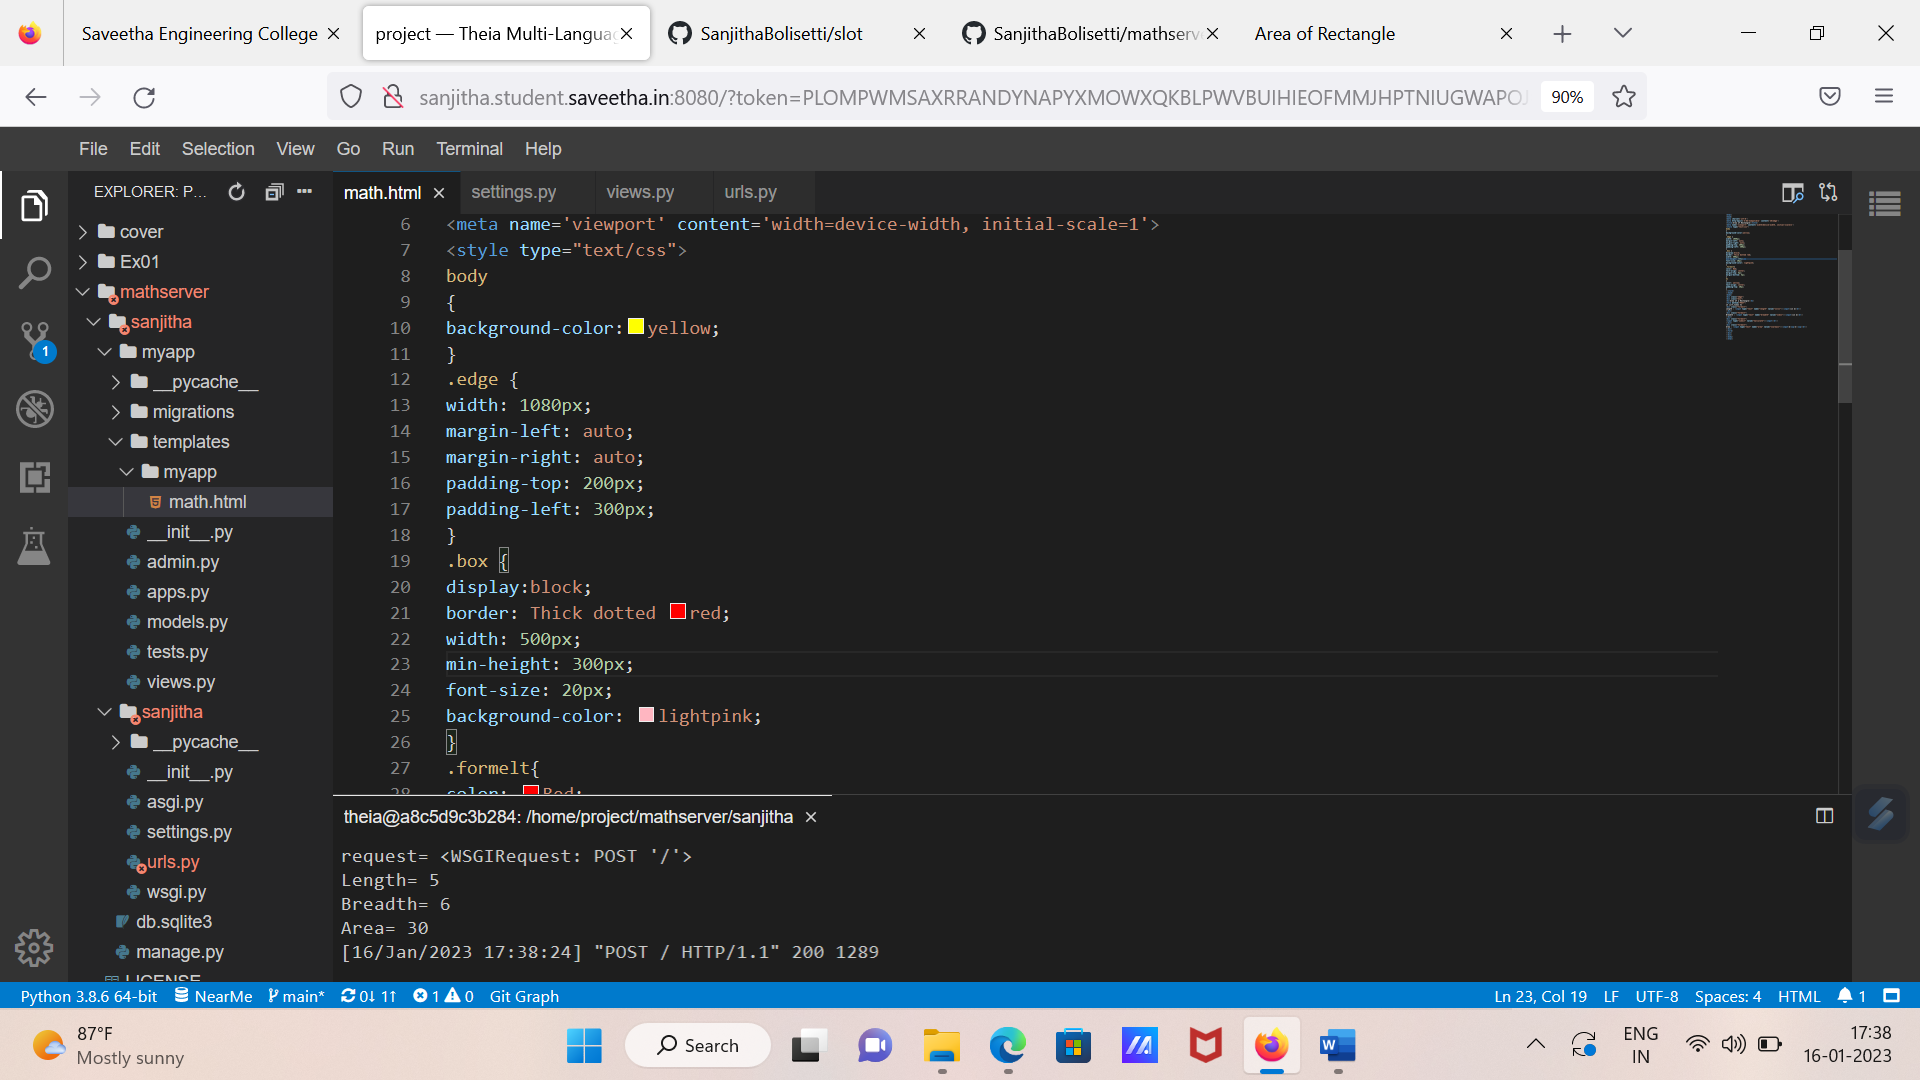 Saveetha Engineering College
project — Theia Multi-Langua
SanjithaBolisetti/slot
SanjithaBolisetti/mathserv
Area of Rectangle
sanjitha.student.saveetha.in:8080/?token=PLOMPWMSAXRRANDYNAPYXMOWXQKBLPWVBUIHIEOFMMJHPTNIUGWAPOJ
90%
File Edit Selection View Go Run Terminal Help
EXPLORER: P...
math.html settings.py views.py urls.py
cover
Ex01
mathserver
sanjitha
myapp
__pycache__
migrations
templates
myapp
math.html
__init__.py
admin.py
apps.py
models.py
tests.py
views.py
sanjitha
__pycache__
__init__.py
asgi.py
settings.py
urls.py
wsgi.py
db.sqlite3
manage.py
LICENSE
6 <meta name='viewport' content='width=device-width, initial-scale=1'>
7 <style type="text/css">
8 body
9 {
10 background-color: yellow;
11 }
12 .edge {
13 width: 1080px;
14 margin-left: auto;
15 margin-right: auto;
16 padding-top: 200px;
17 padding-left: 300px;
18 }
19 .box {
20 display:block;
21 border: Thick dotted red;
22 width: 500px;
23 min-height: 300px;
24 font-size: 20px;
25 background-color: lightpink;
26 }
27 .formelt{
28 color: Red;
theia@a8c5d9c3b284: /home/project/mathserver/sanjitha
request= <WSGIRequest: POST '/'>
Length= 5
Breadth= 6
Area= 30
[16/Jan/2023 17:38:24] "POST / HTTP/1.1" 200 1289
1
Python 3.8.6 64-bit NearMe main* 0↓ 1↑ 1 0 Git Graph
Ln 23, Col 19 LF UTF-8 Spaces: 4 HTML 1
87°F
Mostly sunny
Search
ENG
IN
17:38
16-01-2023